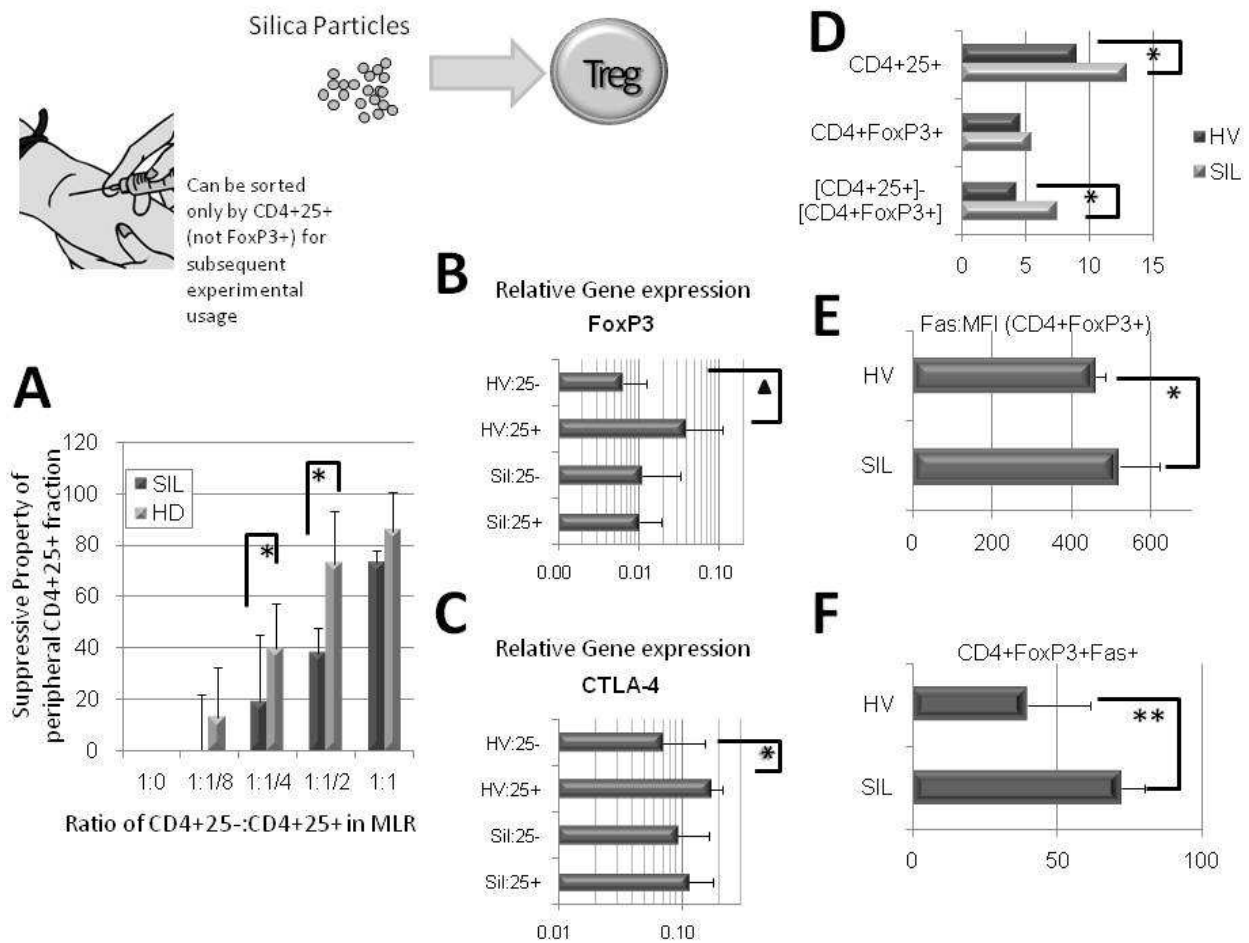 Silica Particles
Treg
Can be sorted
only by CD4+25+
(not FoxP3+) for
subsequent
experimental
usage
A
120
100
80
60
40
20
0
SIL
HD
*
*
Suppressive Property of
peripheral CD4+25+ fraction
1:0
1:1/8
1:1/4
1:1/2
1:1
Ratio of CD4+25-:CD4+25+ in MLR
B
Relative Gene expression
FoxP3
HV:25-
HV:25+
Sil:25-
Sil:25+
0.00
0.01
0.10
C
Relative Gene expression
CTLA-4
HV:25-
HV:25+
Sil:25-
Sil:25+
*
0.01
0.10
D
CD4+25+
*
CD4+FoxP3+
[CD4+25+]-
[CD4+FoxP3+]
*
HV
SIL
0
5
10
15
E
Fas:MFI (CD4+FoxP3+)
HV
SIL
*
0
200
400
600
F
CD4+FoxP3+Fas+
HV
SIL
**
0
50
100